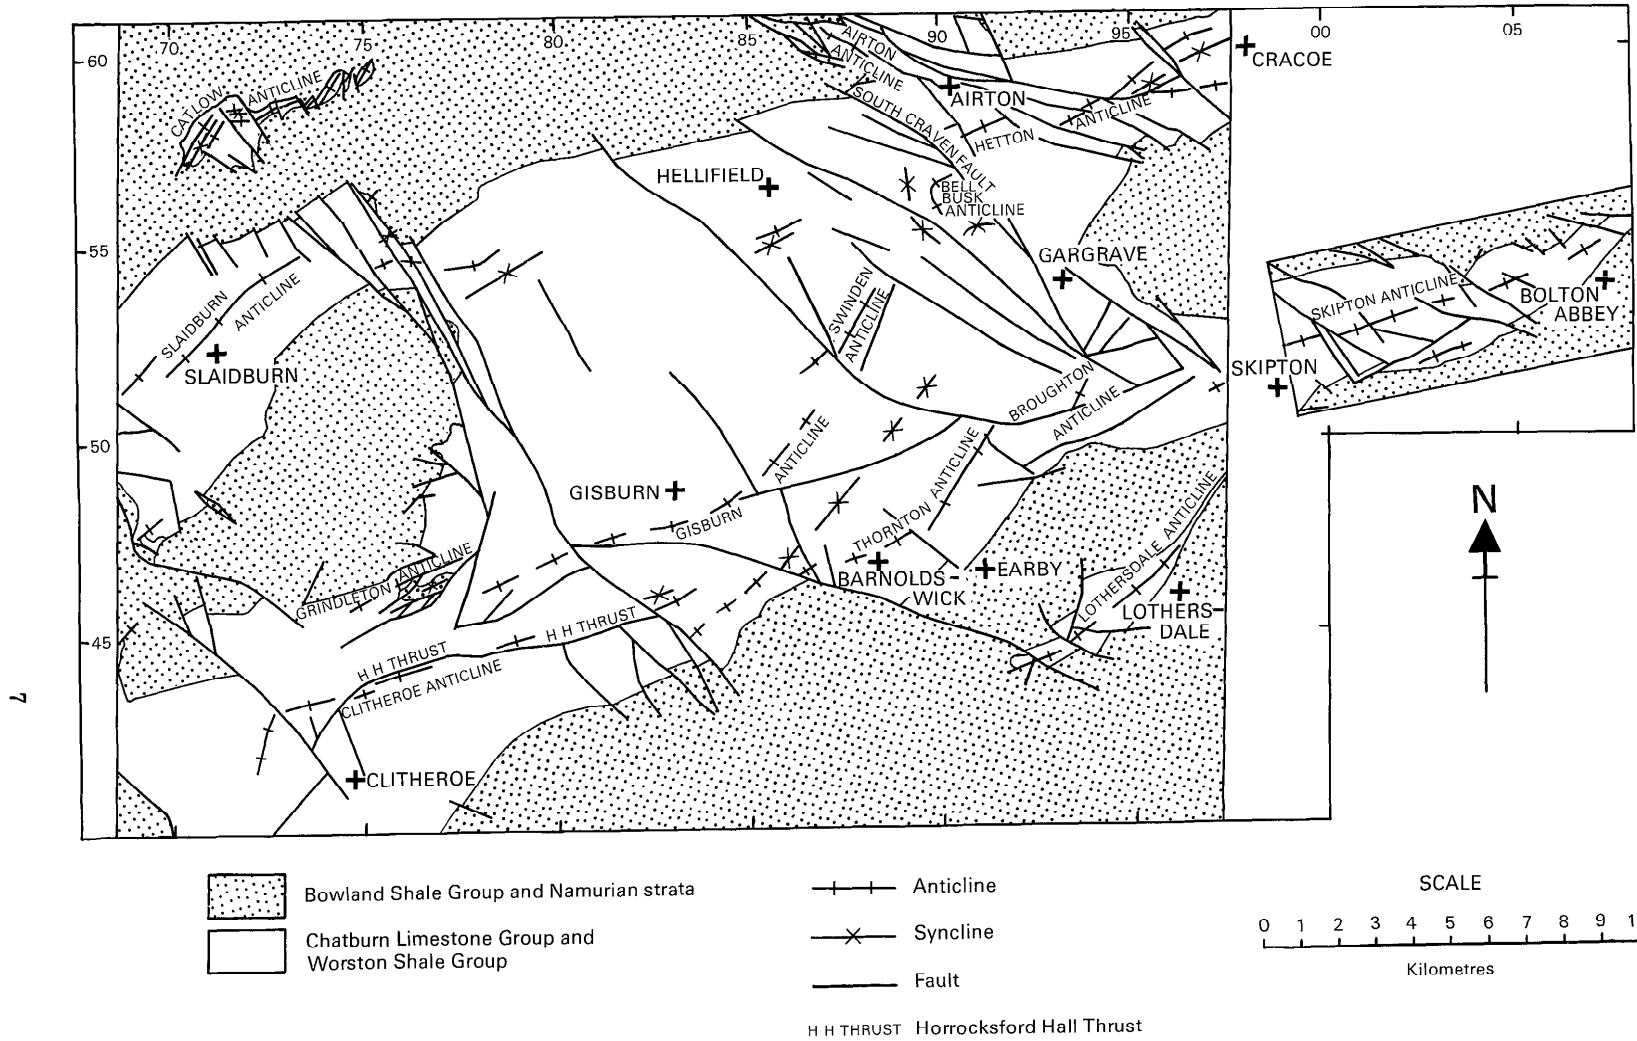 70
75
80
85
90
95
00
05
60
55
50
45
CRACOE
AIRTON
ANTICLINE
AIRTON
CATLOW
ANTICLINE
HETTON
ANTICLINE
SOUTH CRAVEN FAULT
HELLIFIELD
BELL
BUSK
ANTICLINE
GARGRAVE
SLAIDBURN
ANTICLINE
SLAIDBURN
SWINDEN
ANTICLINE
SKIPTON ANTICLINE
BOLTON
ABBEY
SKIPTON
BROUGHTON
ANTICLINE
GISBURN
GISBURN
ANTICLINE
THORNTON ANTICLINE
BARNOLDS-
WICK
EARBY
LOTHERSDALE ANTICLINE
LOTHERS-
DALE
GRINDLETON ANTICLINE
H H THRUST
H H THRUST
CLITHEROE ANTICLINE
CLITHEROE
N
7
Bowland Shale Group and Namurian strata
Chatburn Limestone Group and
Worston Shale Group
Anticline
Syncline
Fault
H H THRUST Horrocksford Hall Thrust
SCALE
0 1 2 3 4 5 6 7 8 9 1
Kilometres